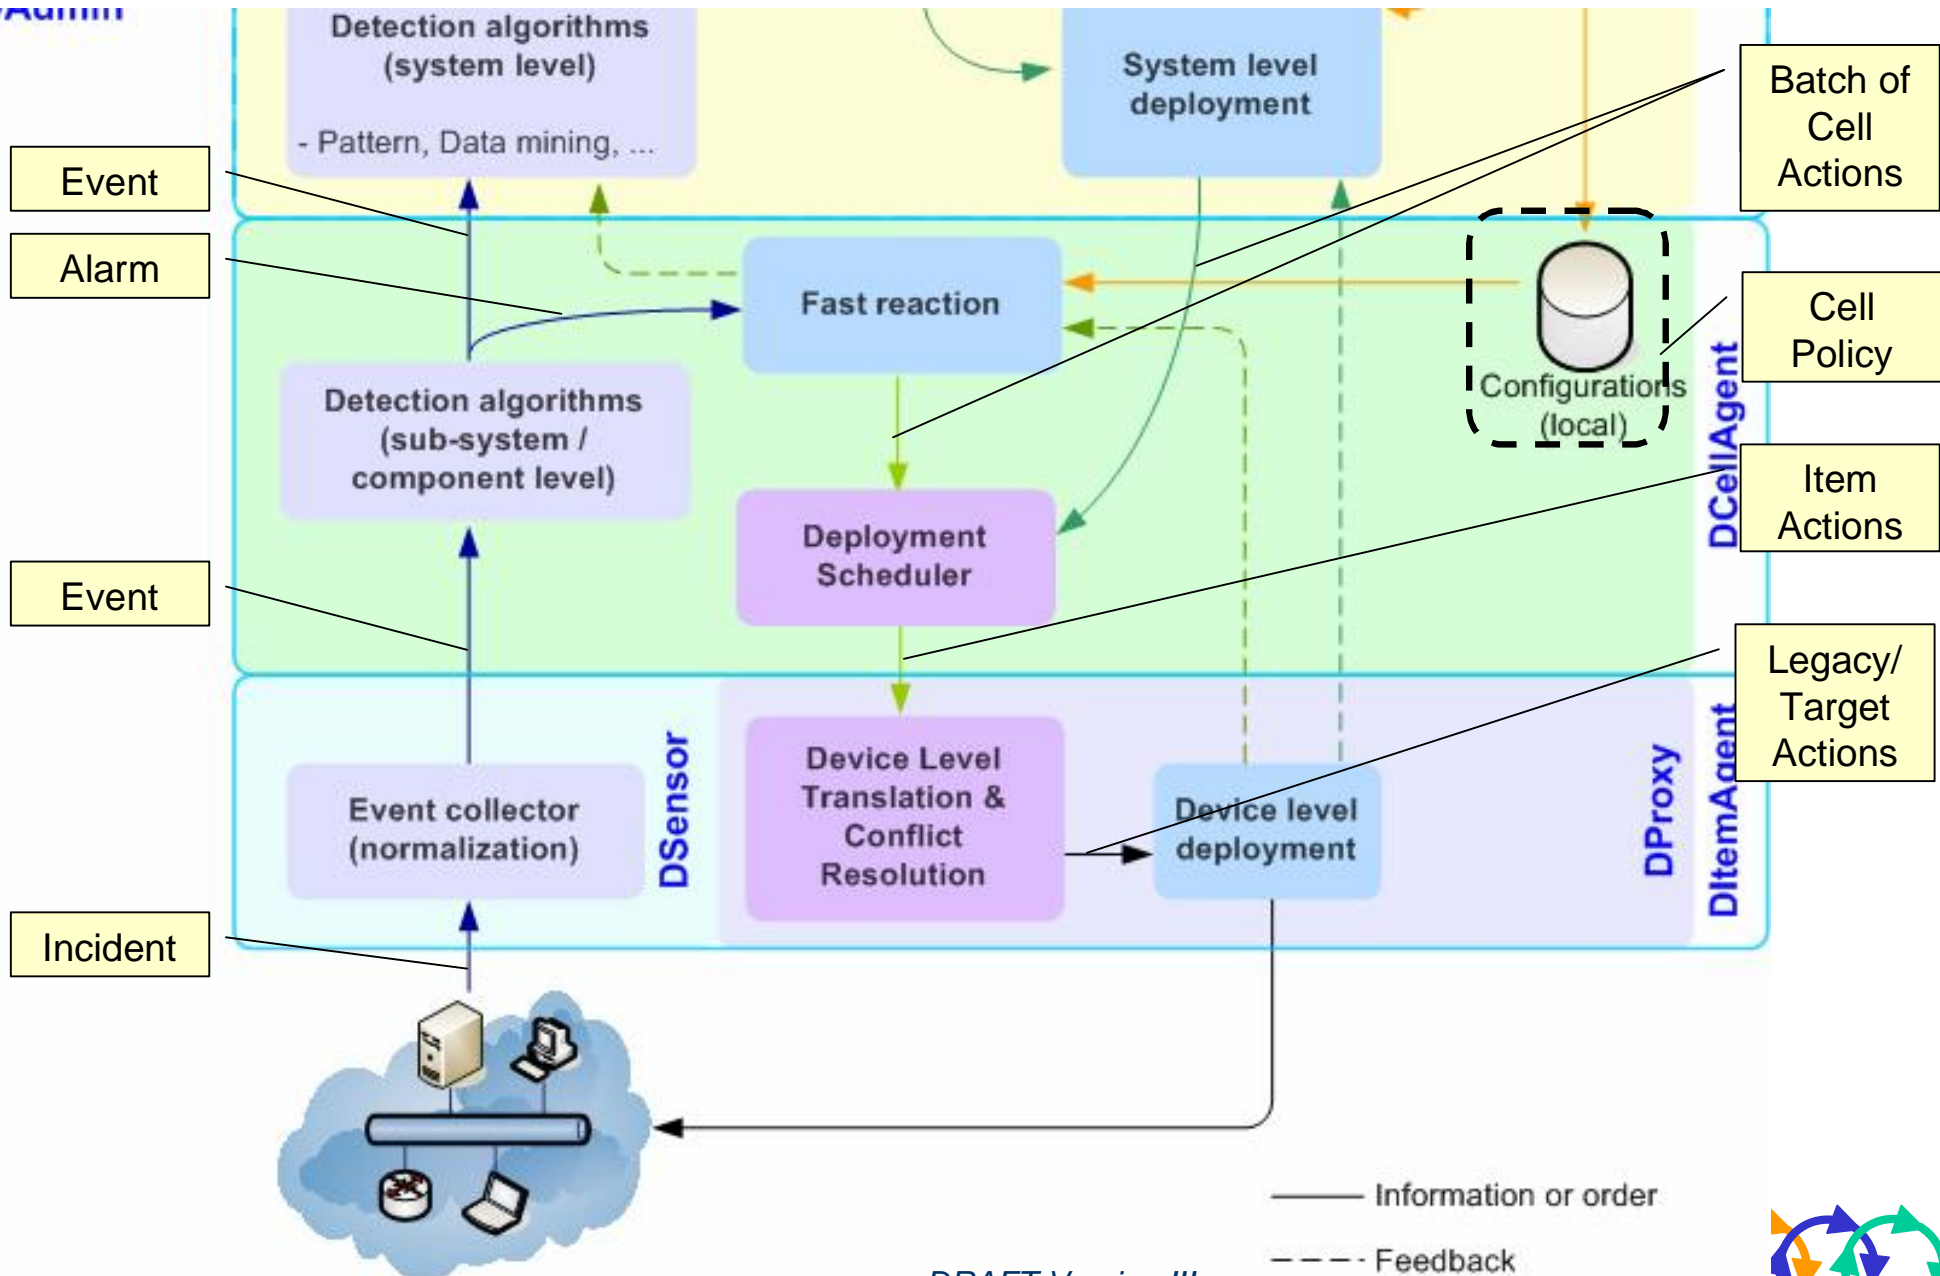 Detection algorithms
(system level)
- Pattern, Data mining, ...
System level
deployment
Batch of
Cell
Actions
Event
Alarm
Fast reaction
Configurations
(local)
Cell
Policy
DCellAgent
Detection algorithms
(sub-system /
component level)
Item
Actions
Deployment
Scheduler
Event
Legacy/
Target
Actions
Event collector
(normalization)
DSensor
Device Level
Translation &
Conflict
Resolution
Device level
deployment
DProxy
DItemAgent
Incident
Information or order
Feedback